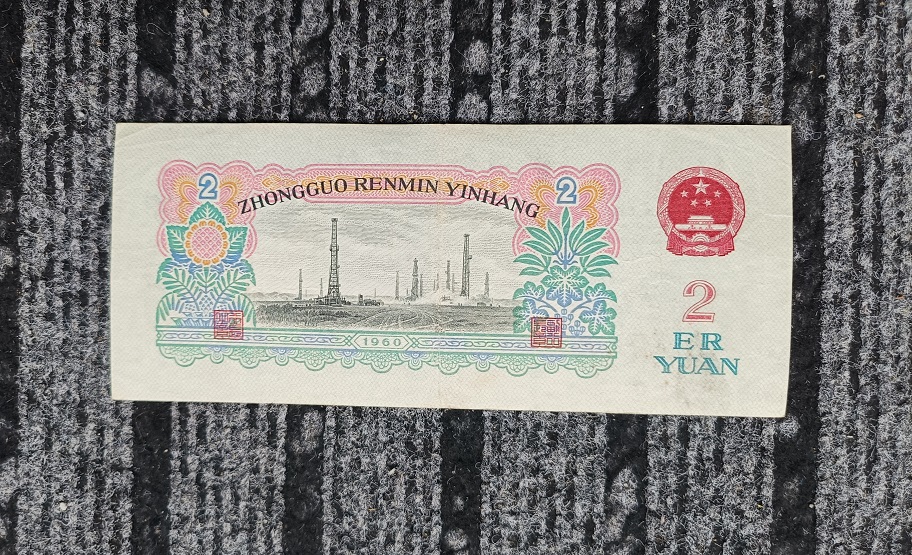 2
2
ZHONGGUO RENMIN YINHANG
1960
2
ER
YUAN